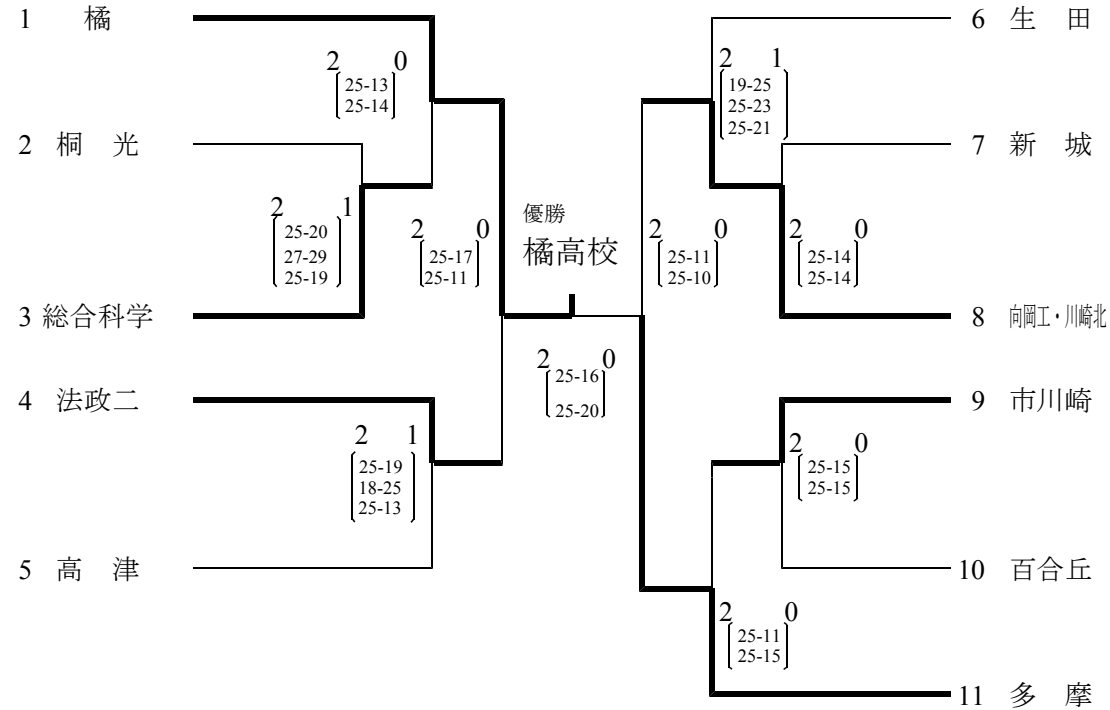 1 橘
2 0
25-13
25-14
2 桐 光
2 1
25-20
27-29
25-19
3 総合科学
2 0
25-17
25-11
4 法政二
2 1
25-19
18-25
25-13
5 高 津
優勝
橘高校
2 0
25-16
25-20
6 生 田
2 1
19-25
25-23
25-21
7 新 城
2 0
25-11
25-10
2 0
25-14
25-14
8 向岡工・川崎北
9 市川崎
2 0
25-15
25-15
10 百合丘
2 0
25-11
25-15
11 多 摩